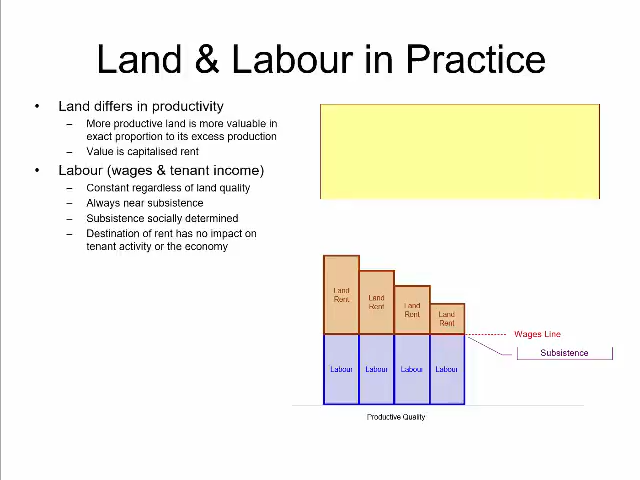 Land & Labour in Practice
• Land differs in productivity
– More productive land is more valuable in
exact proportion to its excess production
– Value is capitalised rent
• Labour (wages & tenant income)
– Constant regardless of land quality
– Always near subsistence
– Subsistence socially determined
– Destination of rent has no impact on
tenant activity or the economy
Land
Rent
Land
Rent
Land
Rent
Land
Rent
Wages Line
Subsistence
Labour
Labour
Labour
Labour
Productive Quality